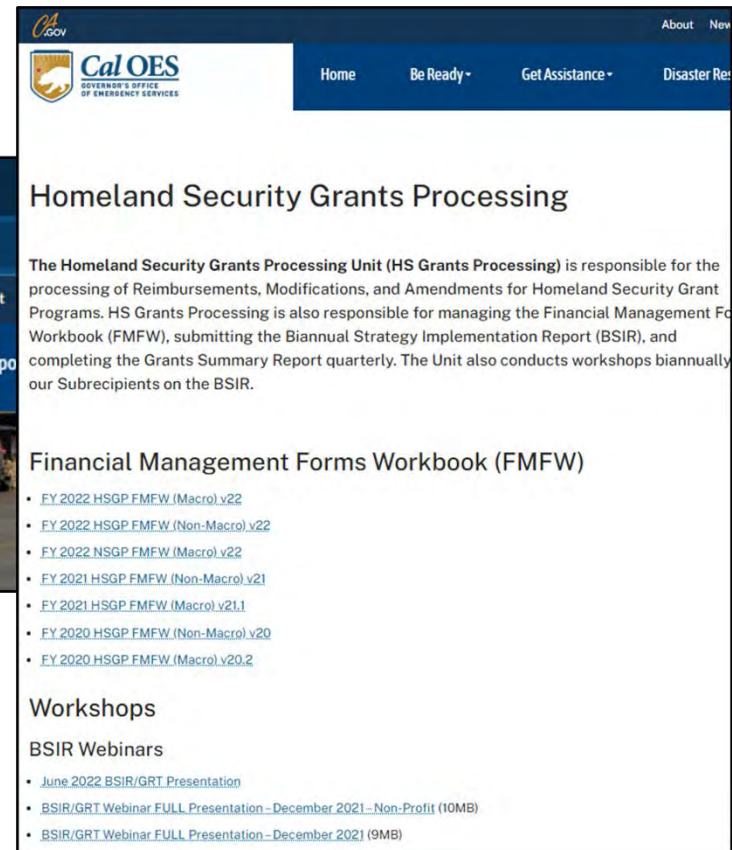 CA.GOV
About New
Cal OES
GOVERNOR'S OFFICE
OF EMERGENCY SERVICES
Home Be Ready Get Assistance Disaster Res
Homeland Security Grants Processing
The Homeland Security Grants Processing Unit (HS Grants Processing) is responsible for the
processing of Reimbursements, Modifications, and Amendments for Homeland Security Grant
Programs. HS Grants Processing is also responsible for managing the Financial Management Fo
Workbook (FMFW), submitting the Biannual Strategy Implementation Report (BSIR), and
completing the Grants Summary Report quarterly. The Unit also conducts workshops biannually
our Subrecipients on the BSIR.
Financial Management Forms Workbook (FMFW)
• FY 2022 HSGP FMFW (Macro) v22
• FY 2022 HSGP FMFW (Non-Macro) v22
• FY 2022 NSGP FMFW (Macro) v22
• FY 2021 HSGP FMFW (Non-Macro) v21
• FY 2021 HSGP FMFW (Macro) v21.1
• FY 2020 HSGP FMFW (Non-Macro) v20
• FY 2020 HSGP FMFW (Macro) v20.2
Workshops
BSIR Webinars
• June 2022 BSIR/GRT Presentation
• BSIR/GRT Webinar FULL Presentation – December 2021 – Non-Profit (10MB)
• BSIR/GRT Webinar FULL Presentation – December 2021 (9MB)